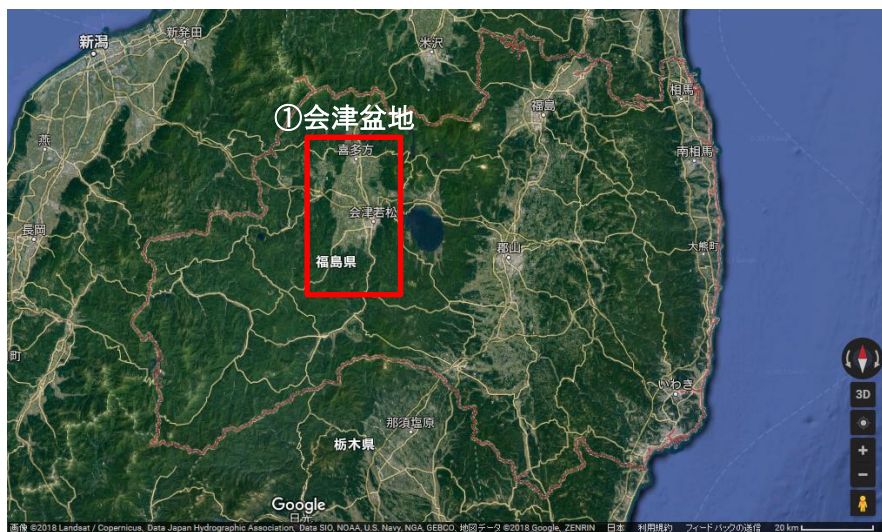 新潟
新発田
米沢
相馬
福島
①会津盆地
燕
喜多方
南相馬
会津若松
長岡
郡山
大熊町
福島県
町
いわき
3D
那須塩原
栃木県
Google
日光
画像 ©2018 Landsat / Copernicus, Data Japan Hydrographic Association, Data SIO, NOAA, U.S. Navy, NGA, GEBCO, 地図データ ©2018 Google, ZENRIN 日本 利用規約 フィードバックの送信 20 km